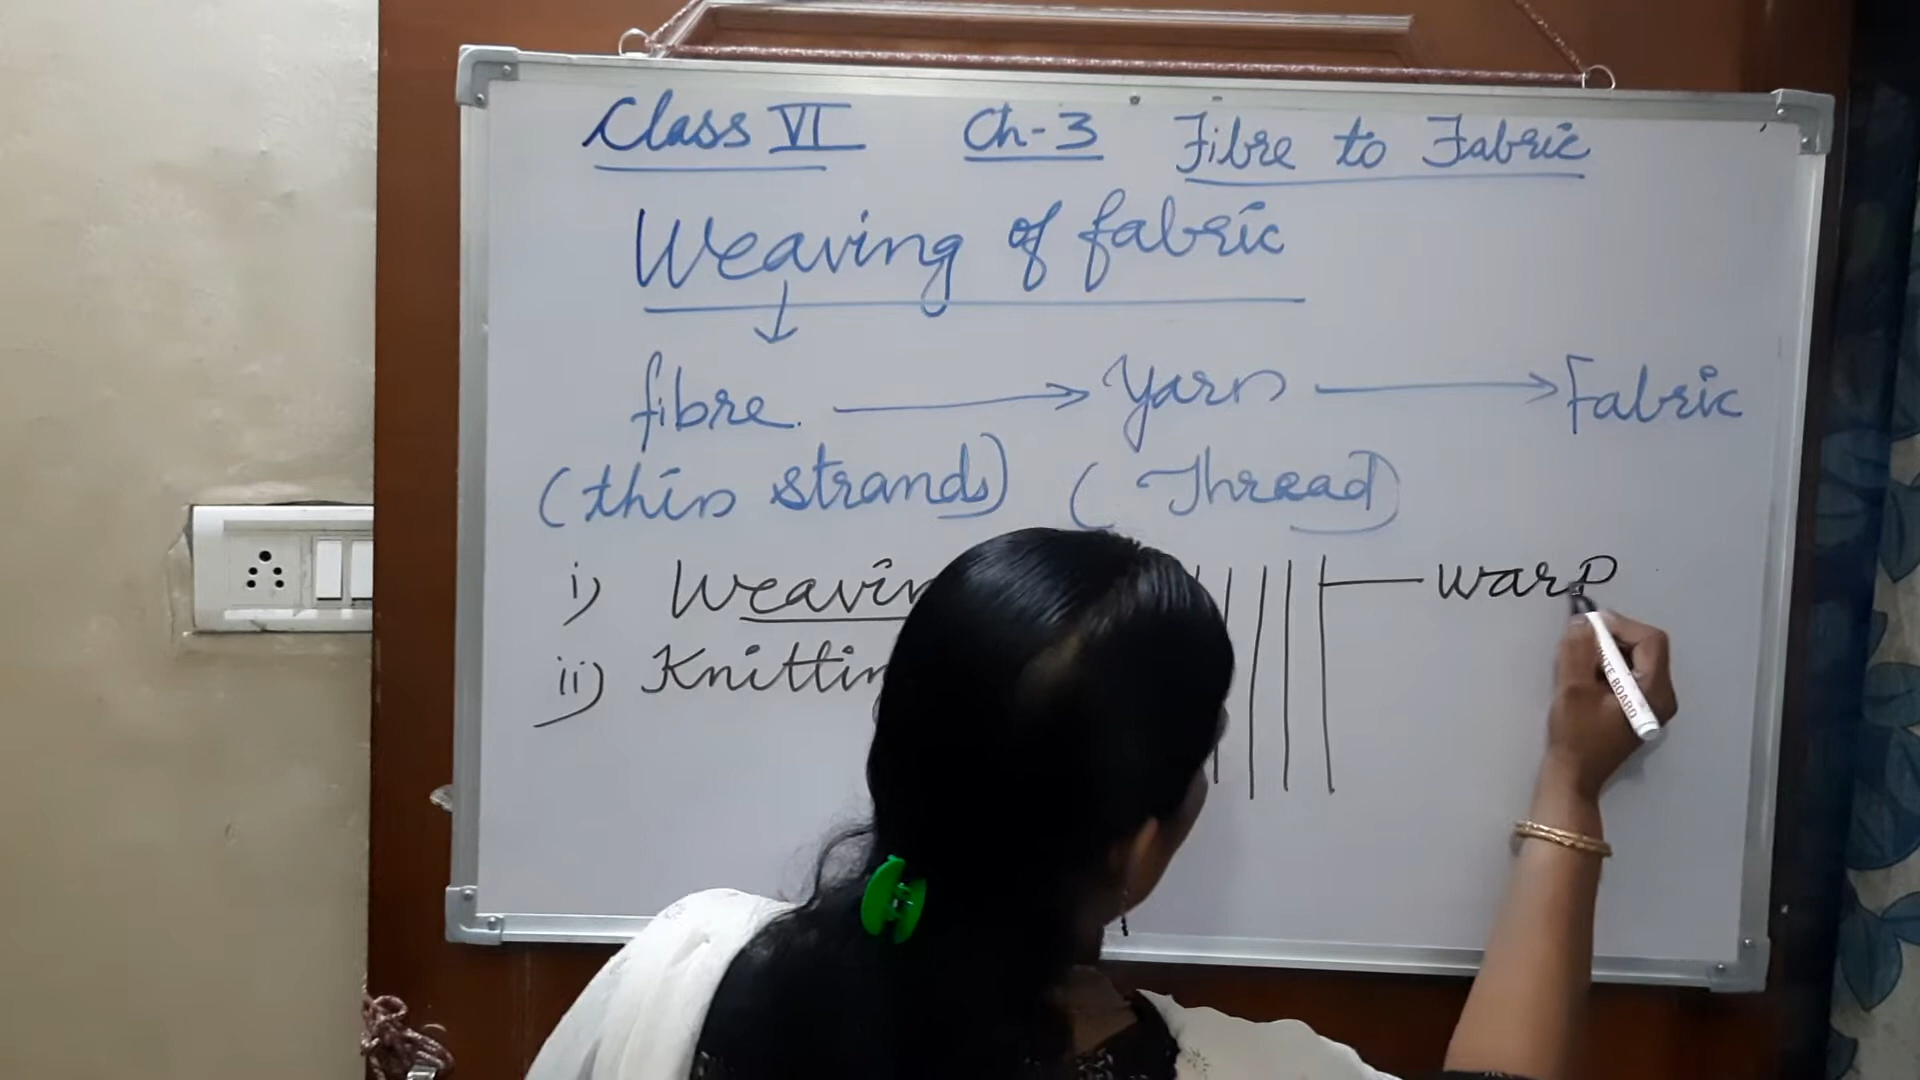 Class VI Ch-3 Fibre to Fabric
Weaving of fabric
fibre. → Yarn → Fabric
(thin strands) (Thread)
i) Weavin
ii) Knittin
warp
WHITE BOARD